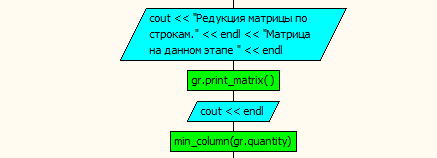 cout << "Редукция матрицы по
строкам." << endl << "Матрица
на данном этапе " << endl
gr.print_matrix( )
cout << endl
min_column(gr.quantity)